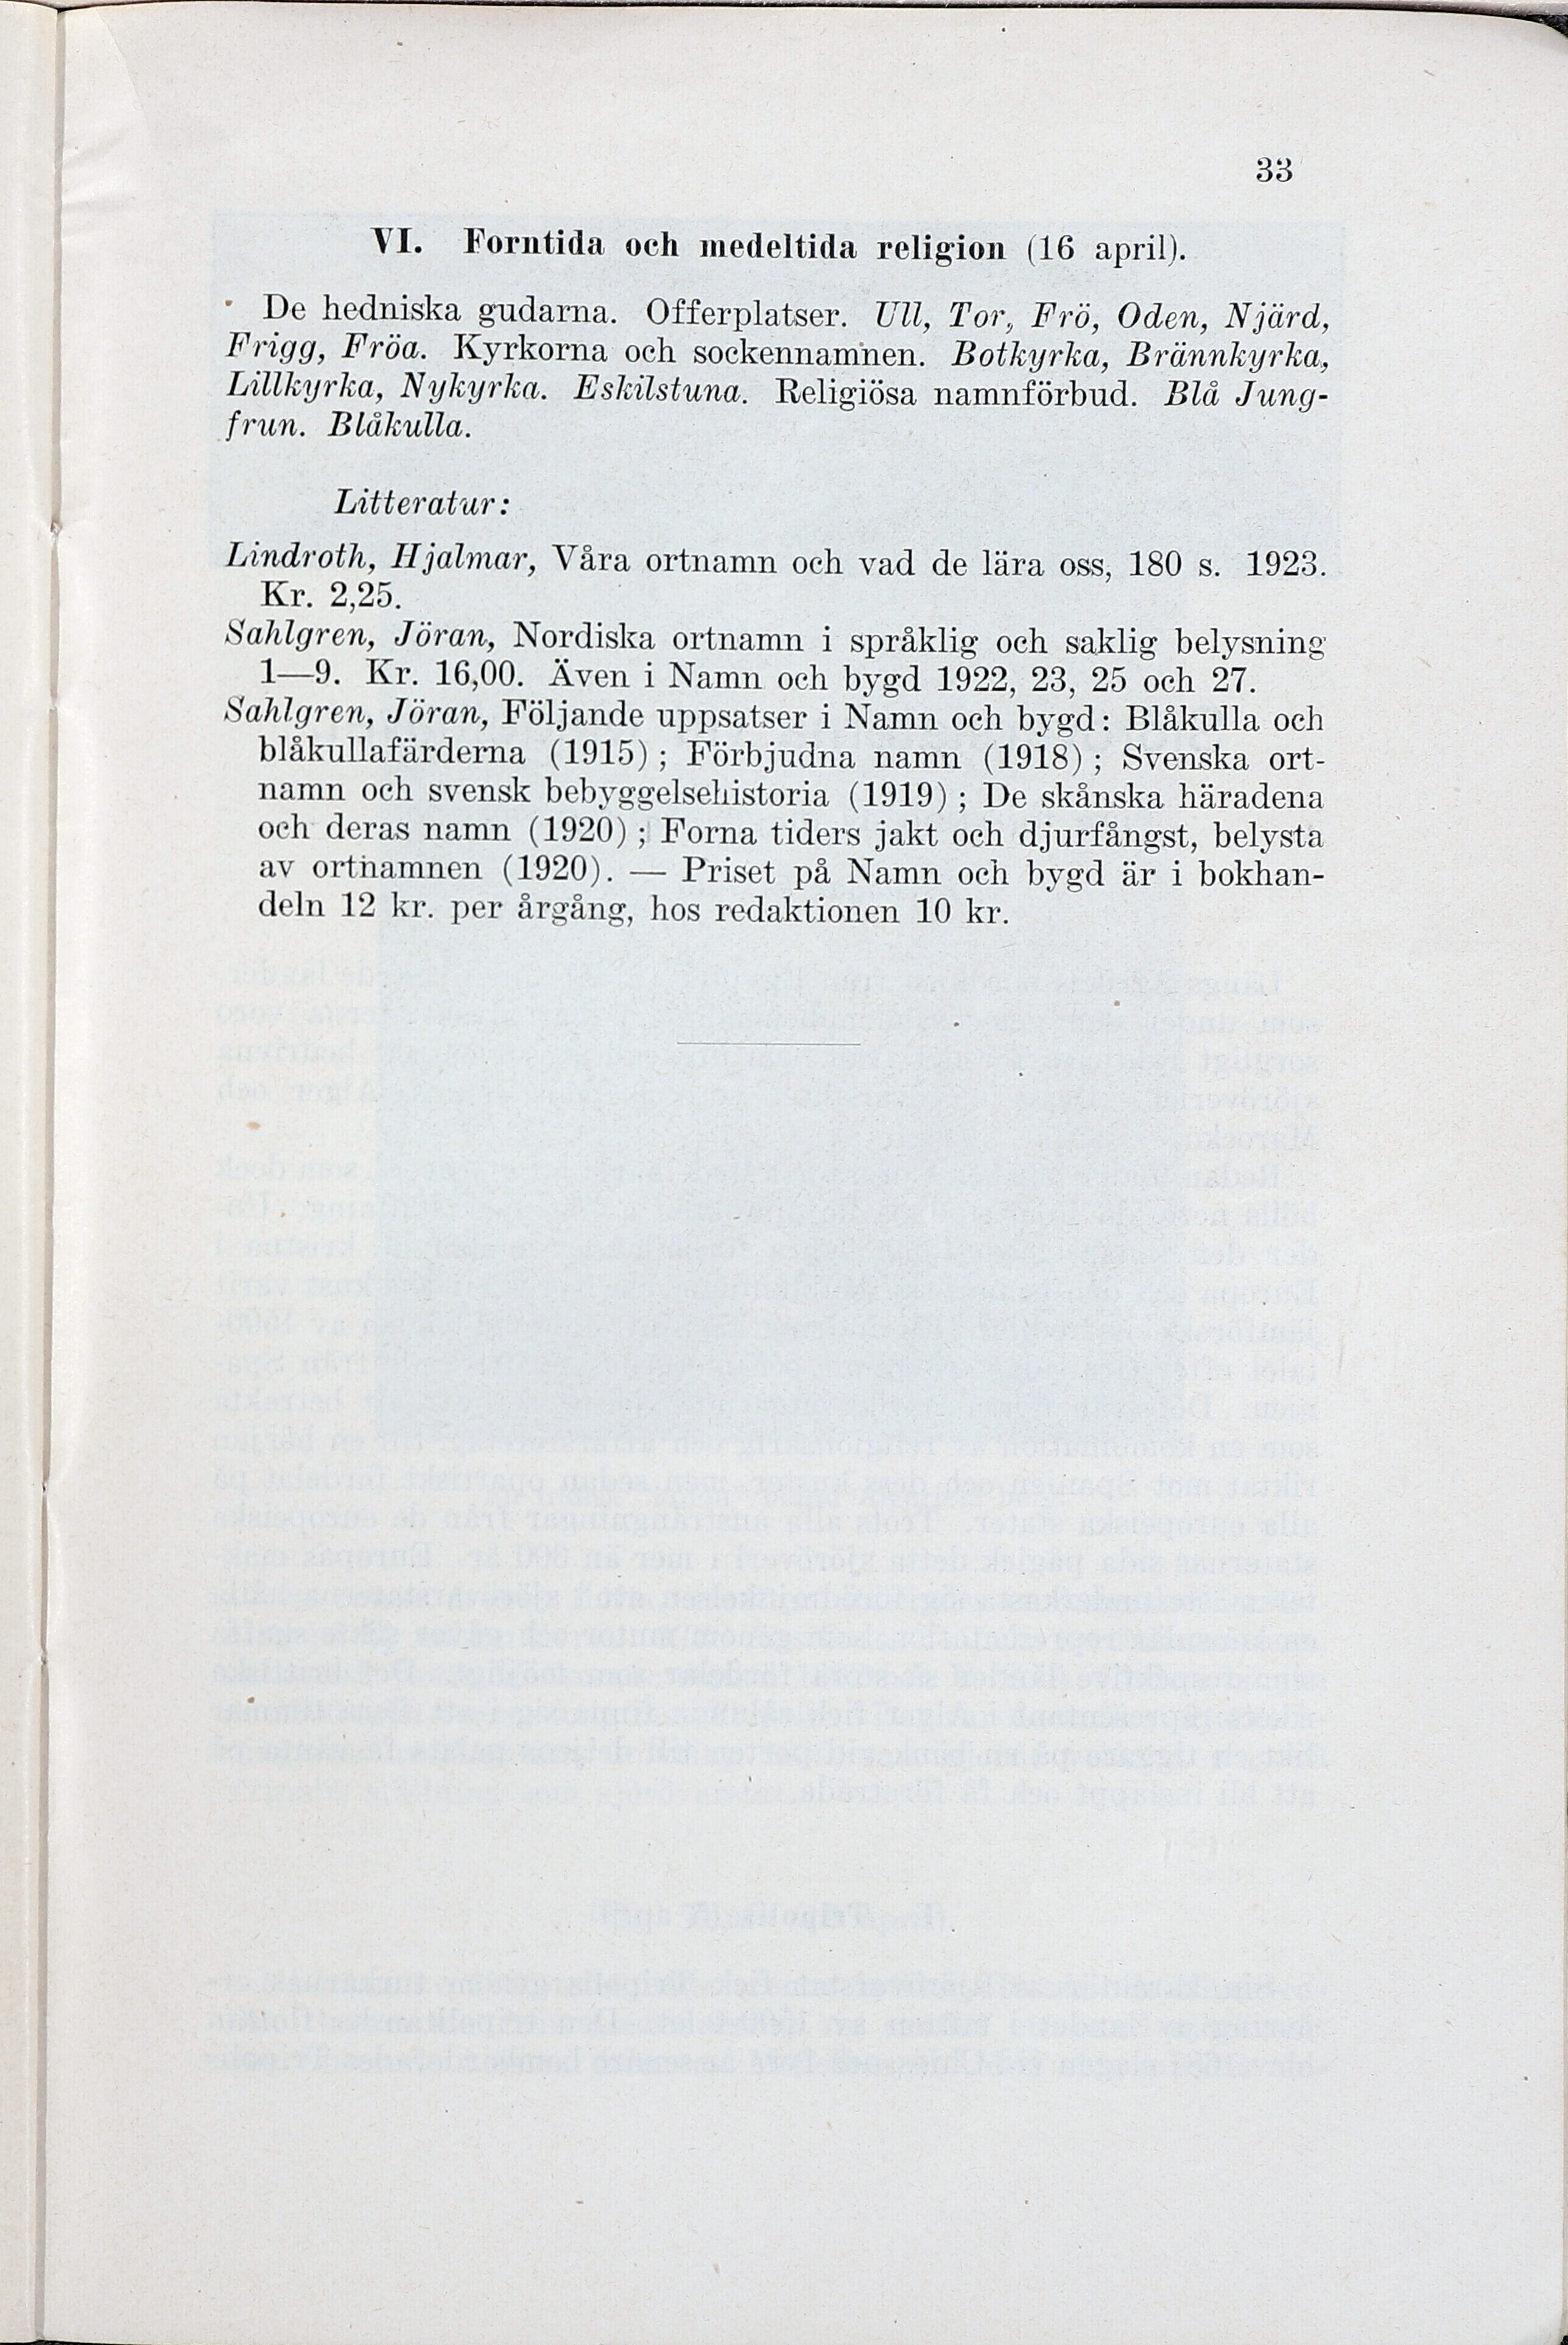 33
VI. Forntida och medeltida religion (16 april).
De hedniska gudarna. Offerplatser. Ull, Tor, Frö, Oden, Njärd,
Frigg, Fröa. Kyrkorna och sockennamnen. Botkyrka, Brännkyrka,
Lillkyrka, Nykyrka. Eskilstuna. Religiösa namnförbud. Blå Jung-
frun. Blåkulla.
Litteratur:
Lindroth, Hjalmar, Våra ortnamn och vad de lära oss, 180 s. 1923.
Kr. 2,25.
Sahlgren, Jöran, Nordiska ortnamn i språklig och saklig belysning
1—9. Kr. 16,00. Även i Namn och bygd 1922, 23, 25 och 27.
Sahlgren, Jöran, Följande uppsatser i Namn och bygd: Blåkulla och
blåkullafärderna (1915); Förbjudna namn (1918); Svenska ort-
namn och svensk bebyggelsehistoria (1919); De skånska häradena
och deras namn (1920); Forna tiders jakt och djurfångst, belysta
av ortnamnen (1920). — Priset på Namn och bygd är i bokhan-
deln 12 kr. per årgång, hos redaktionen 10 kr.